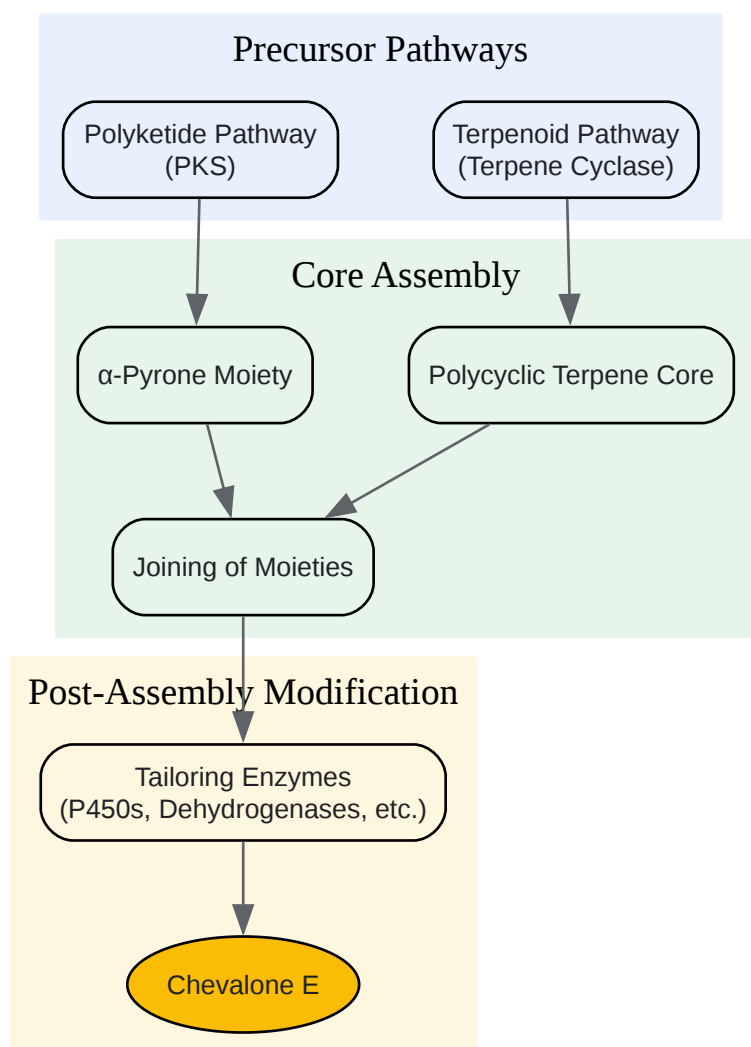 Precursor Pathways
Polyketide Pathway
(PKS)
Terpenoid Pathway
(Terpene Cyclase)
Core Assembly
α-Pyrone Moiety
Polycyclic Terpene Core
Joining of Moieties
Post-Assembly Modification
Tailoring Enzymes
(P450s, Dehydrogenases, etc.)
Chevalone E